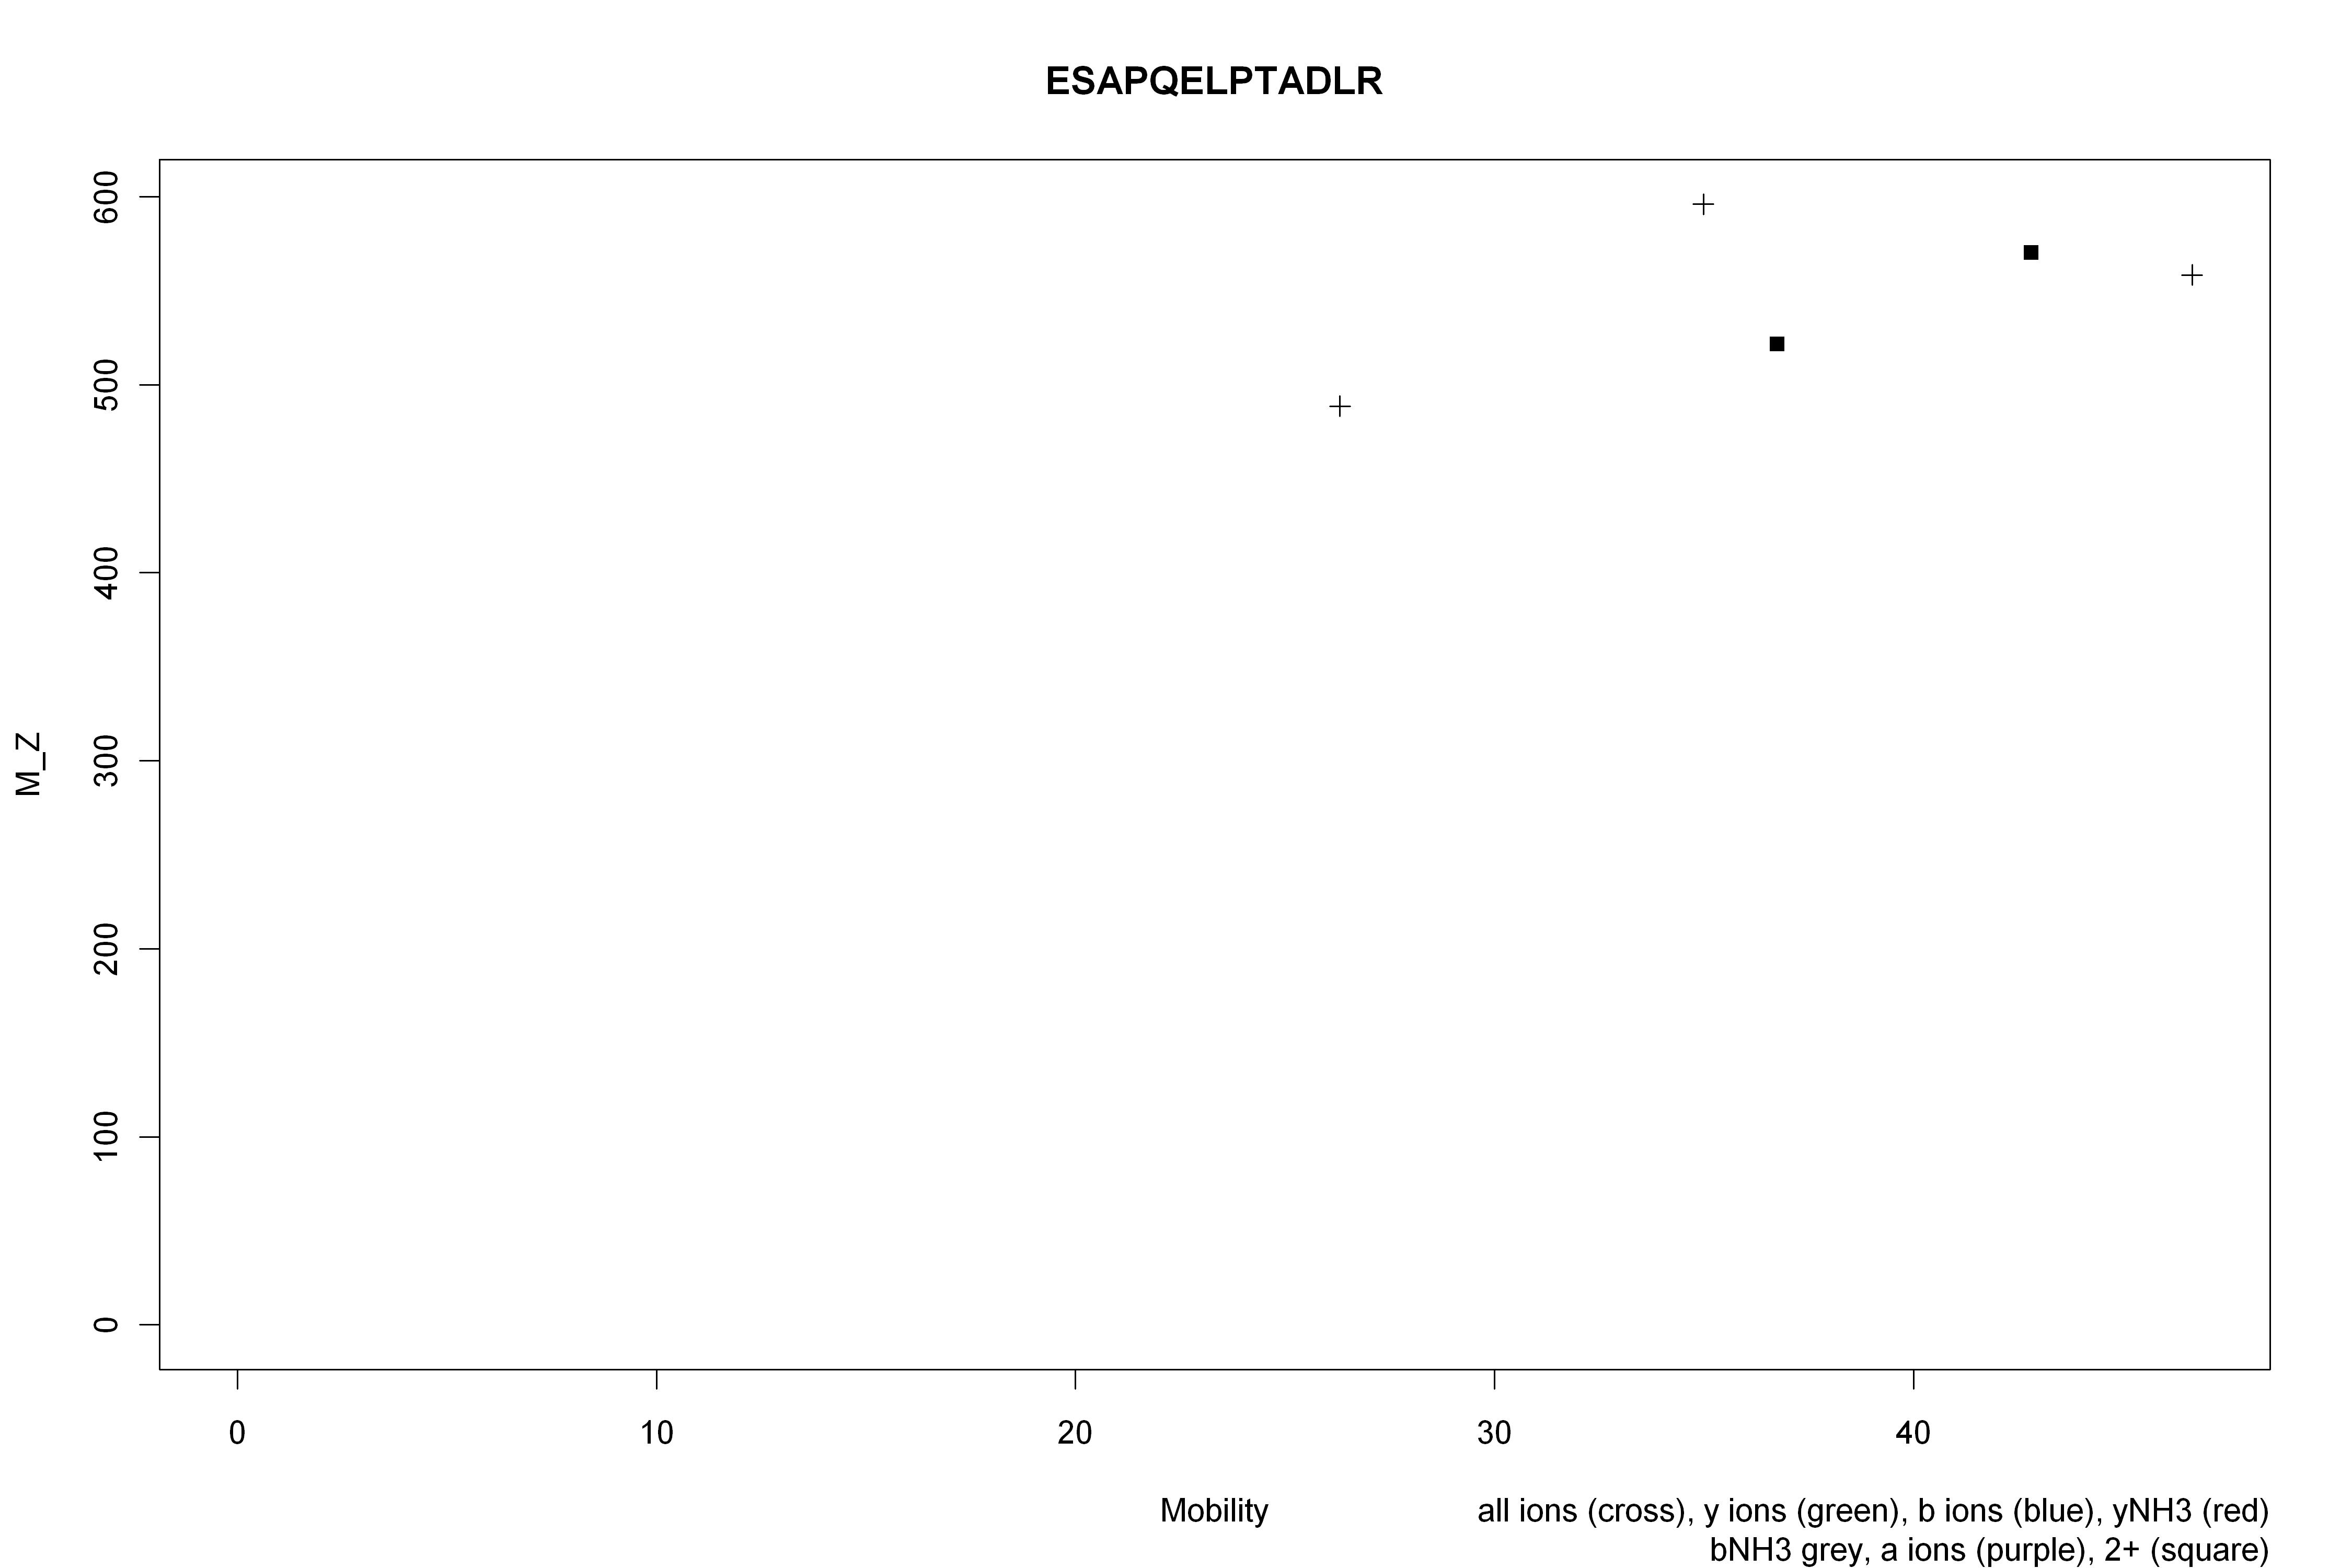 ESAPQELPTADLR
600
500
400
300
200
100
0
M_Z
0 10 20 30 40
Mobility
all ions (cross), y ions (green), b ions (blue), yNH3 (red)
bNH3 grey, a ions (purple), 2+ (square)